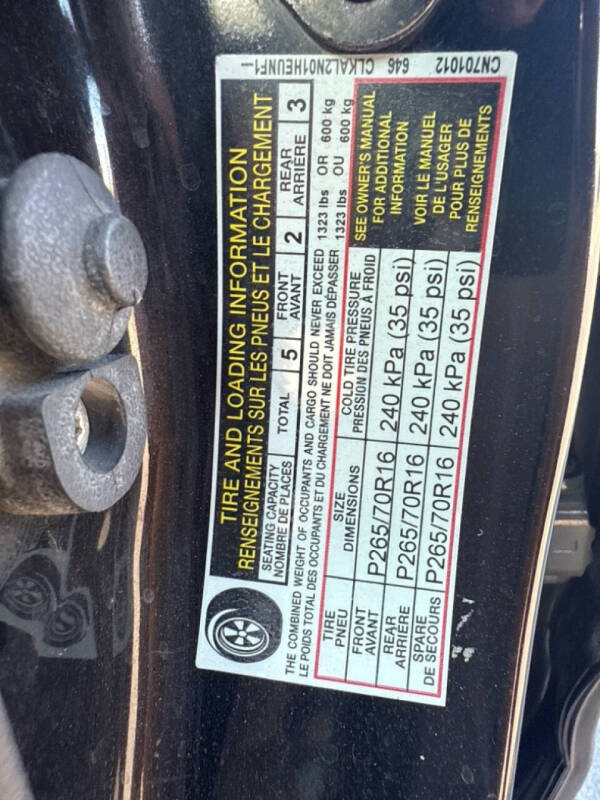 CN701012 646 CLKAL2N01HEUNF1--
TIRE AND LOADING INFORMATION
RENSEIGNEMENTS SUR LES PNEUS ET LE CHARGEMENT
SEATING CAPACITY
NOMBRE DE PLACES
TOTAL 5
FRONT
AVANT
2
REAR
ARRIÈRE
3
THE COMBINED WEIGHT OF OCCUPANTS AND CARGO SHOULD NEVER EXCEED 1323 lbs OR 600 kg
LE POIDS TOTAL DES OCCUPANTS ET DU CHARGEMENT NE DOIT JAMAIS DÉPASSER 1323 lbs OU 600 kg
TIRE
PNEU
SIZE
DIMENSIONS
COLD TIRE PRESSURE
PRESSION DES PNEUS À FROID
FRONT
AVANT
P265/70R16 240 kPa (35 psi)
REAR
ARRIÈRE
P265/70R16 240 kPa (35 psi)
SPARE
DE SECOURS
P265/70R16 240 kPa (35 psi)
SEE OWNER'S MANUAL
FOR ADDITIONAL
INFORMATION
VOIR LE MANUEL
DE L'USAGER
POUR PLUS DE
RENSEIGNEMENTS